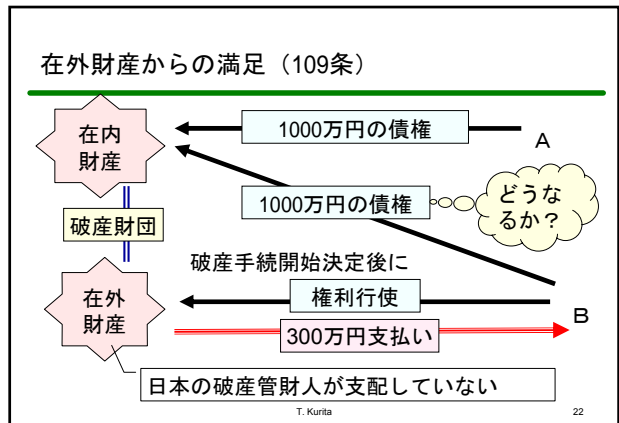 在外財産からの満足（109条）
在内
財産
1000万円の債権
A
1000万円の債権
どうな
るか？
破産財団
破産手続開始決定後に
在外
財産
権利行使
B
300万円支払い
日本の破産管財人が支配していない
T. Kurita
22